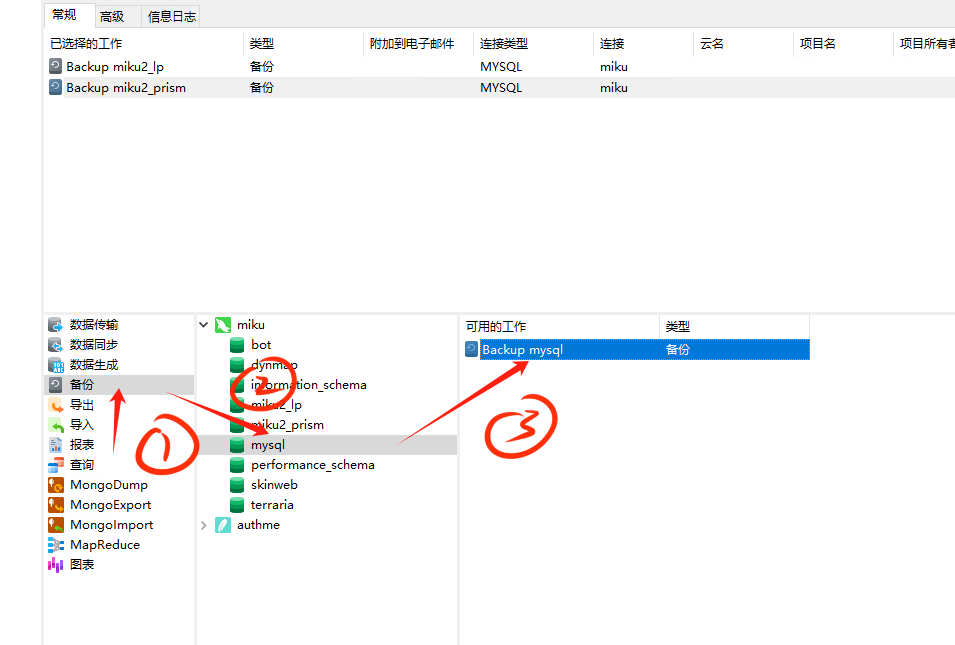 常规 高级 信息日志
已选择的工作 类型 附加到电子邮件 连接类型 连接 云名 项目名 项目所有者
Backup miku2_lp 备份 MYSQL miku
Backup miku2_prism 备份 MYSQL miku
数据传输
数据同步
数据生成
备份
导出
导入
报表
查询
MongoDump
MongoExport
MongoImport
MapReduce
图表
miku
bot
dynmap
information_schema
miku2_lp
miku2_prism
mysql
performance_schema
skinweb
terraria
authme
可用的工作 类型
Backup mysql 备份
1
2
3